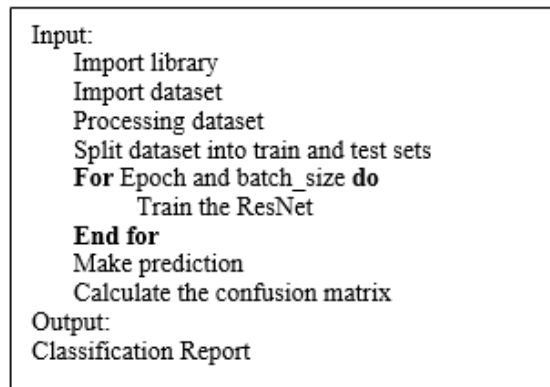 Input:
Import library
Import dataset
Processing dataset
Split dataset into train and test sets
For Epoch and batch_size do
Train the ResNet
End for
Make prediction
Calculate the confusion matrix
Output:
Classification Report